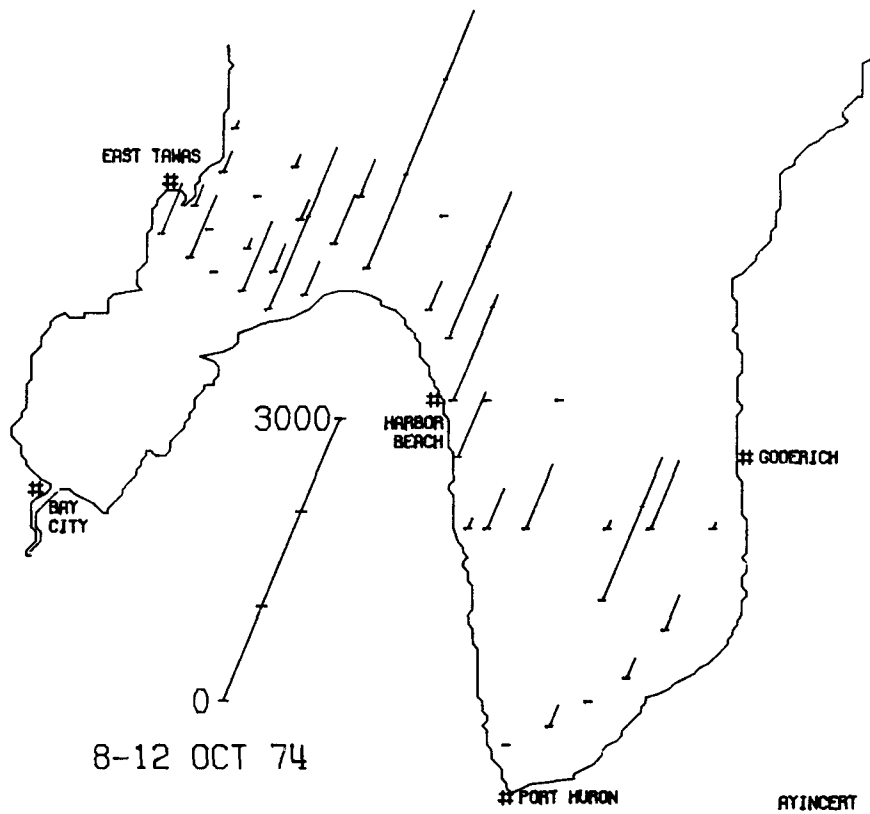 EAST TAWAS
3000
HARBOR
BEACH
GODERICH
BAY
CITY
0
8-12 OCT 74
PORT HURON
AYINCERT